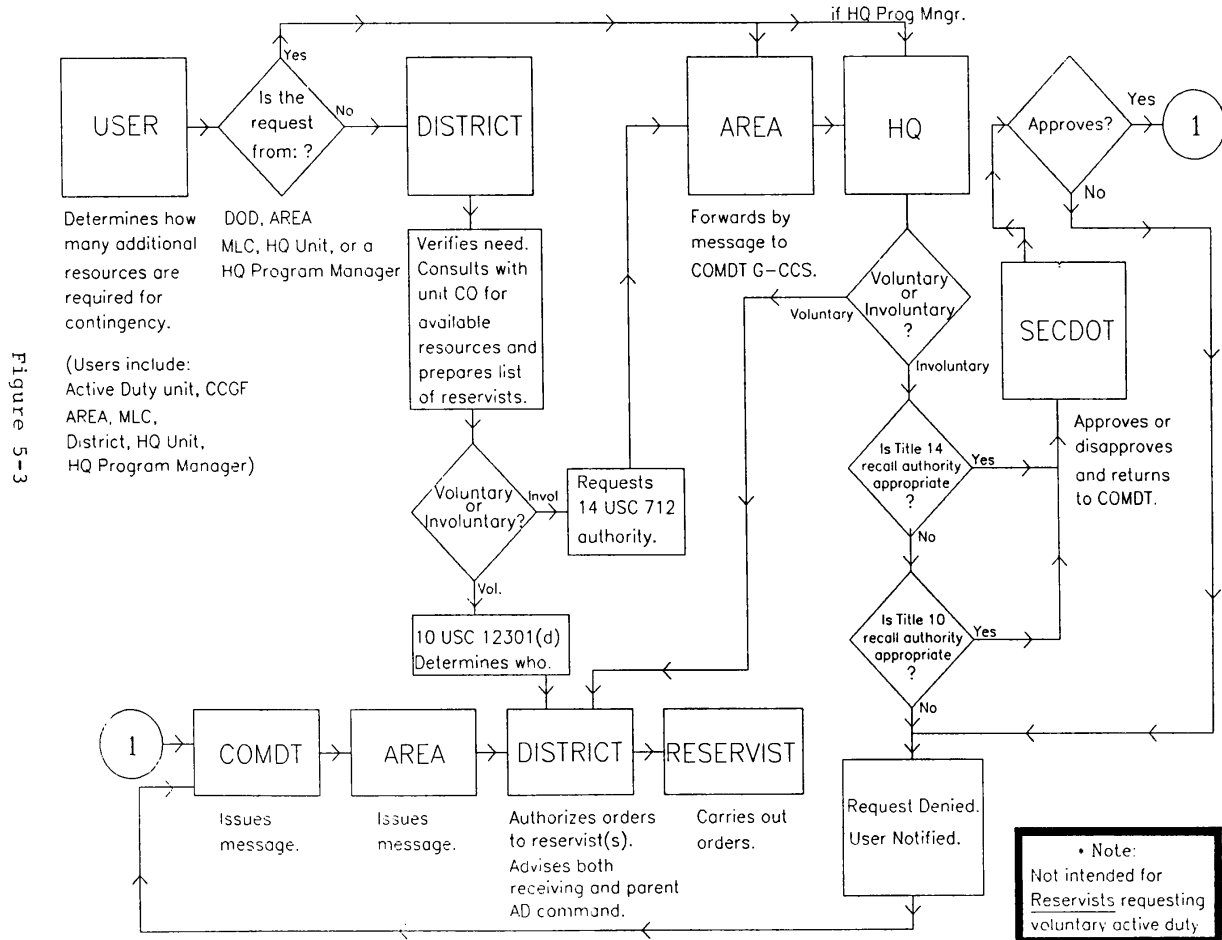 if HQ Prog Mngr.
Yes
USER
Is the
request
from: ?
No
DISTRICT
AREA
HQ
Approves?
Yes
1
No
Determines how
many additional
resources are
required for
contingency.
(Users include:
Active Duty unit, CCGF
AREA, MLC,
District, HQ Unit,
HQ Program Manager)
DOD, AREA
MLC, HQ Unit, or a
HQ Program Manager
Verifies need.
Consults with
unit CO for
available
resources and
prepares list
of reservists.
Forwards by
message to
COMDT G-CCS.
Voluntary
or
Involuntary
?
Voluntary
Involuntary
SECDOT
Approves or
disapproves
and returns
to COMDT.
Is Title 14
recall authority
appropriate
?
Yes
No
Voluntary
or
Involuntary?
Invol
Requests
14 USC 712
authority.
Vol.
10 USC 12301(d)
Determines who.
Is Title 10
recall authority
appropriate
?
Yes
No
1
COMDT
AREA
DISTRICT
RESERVIST
Issues
message.
Issues
message.
Authorizes orders
to reservist(s).
Advises both
receiving and parent
AD command.
Carries out
orders.
Request Denied.
User Notified.
• Note:
Not intended for
Reservists requesting
voluntary active duty
Figure 5-3